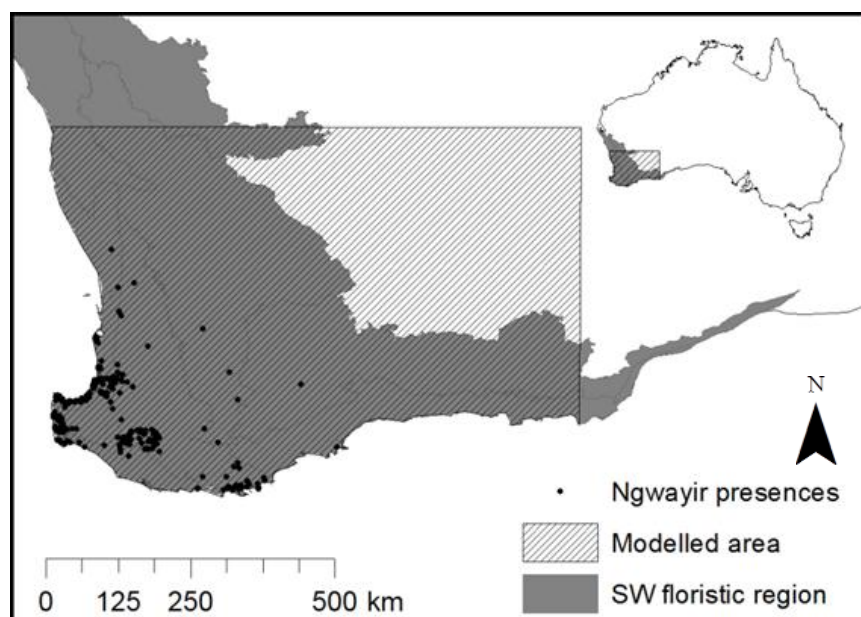 N
Ngwayir presences
Modelled area
SW floristic region
0 125 250 500 km